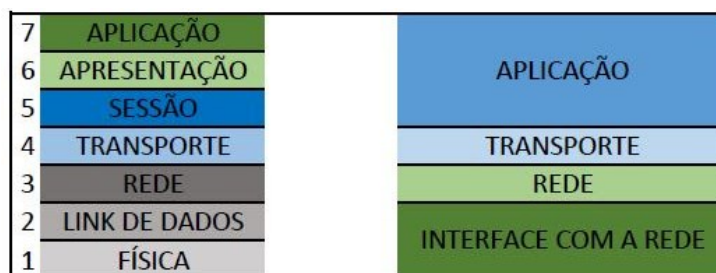 7 APLICAÇÃO
6 APRESENTAÇÃO
5 SESSÃO
4 TRANSPORTE
3 REDE
2 LINK DE DADOS
1 FÍSICA
APLICAÇÃO
TRANSPORTE
REDE
INTERFACE COM A REDE